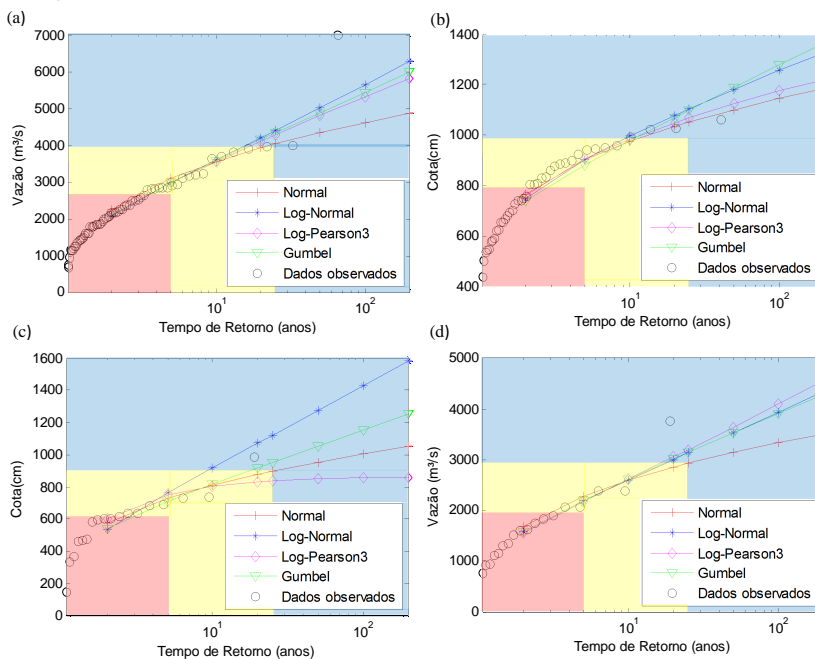 (a)
7000
6000
5000
4000
3000
2000
1000
0
Vazão (m³/s)
10¹
10²
Tempo de Retorno (anos)
Normal
Log-Normal
Log-Pearson3
Gumbel
Dados observados
(b)
1400
1200
1000
800
600
400
Cota(cm)
10¹
10²
Tempo de Retorno (anos)
Normal
Log-Normal
Log-Pearson3
Gumbel
Dados observados
(c)
1600
1400
1200
1000
800
600
400
200
0
Cota(cm)
10¹
10²
Tempo de Retorno (anos)
Normal
Log-Normal
Log-Pearson3
Gumbel
Dados observados
(d)
5000
4000
3000
2000
1000
0
Vazão (m³/s)
10¹
10²
Tempo de Retorno (anos)
Normal
Log-Normal
Log-Pearson3
Gumbel
Dados observados